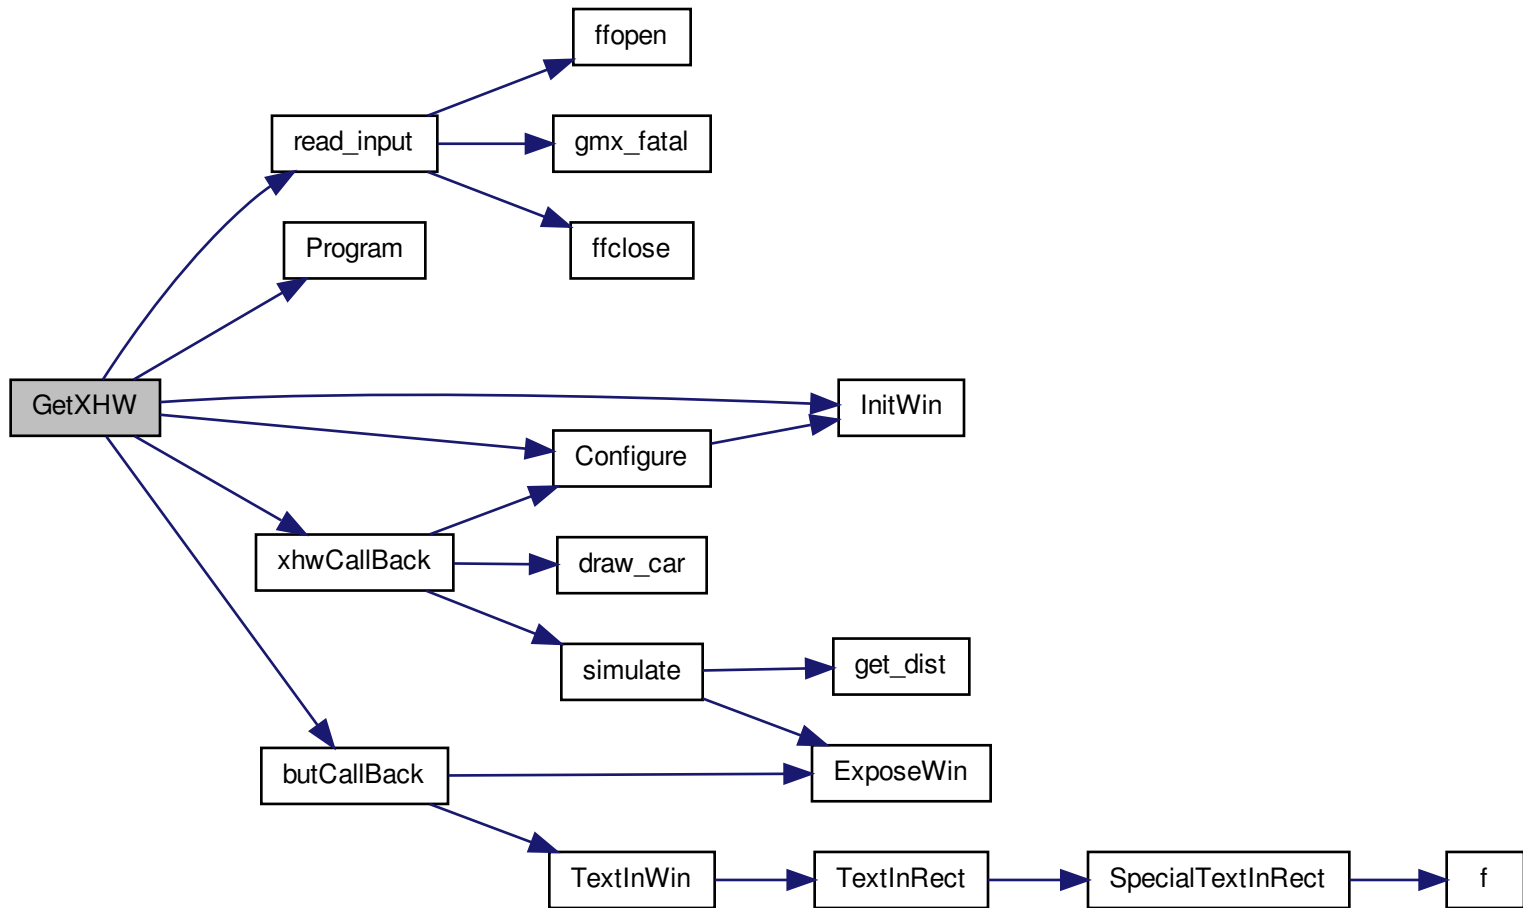 ffopen
read_input
gmx_fatal
Program
ffclose
GetXHW
InitWin
Configure
xhwCallBack
draw_car
simulate
get_dist
butCallBack
ExposeWin
TextInWin
TextInRect
SpecialTextInRect
f